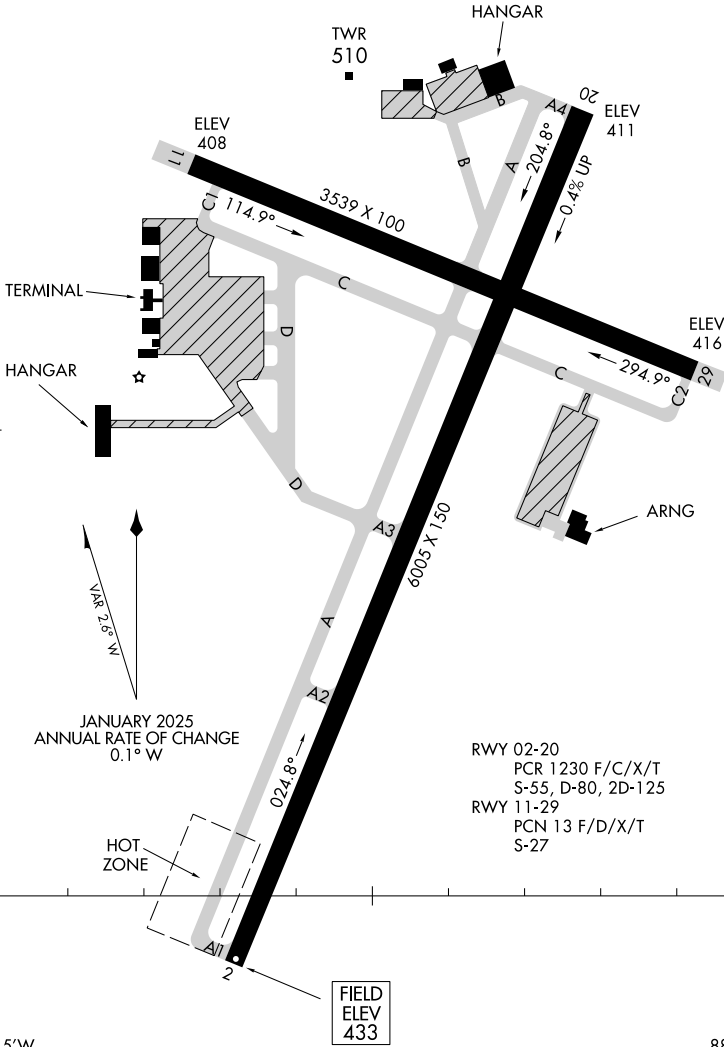 HANGAR
TWR
510
20
ELEV
411
A4
B
ELEV
408
11
204.8°
A
B
0.4% UP
3539 X 100
C1
114.9°
C
TERMINAL
D
ELEV
416
29
294.9°
C
C2
HANGAR
D
A3
ARNG
6005 X 150
VAR 2.6° W
A
A2
JANUARY 2025
ANNUAL RATE OF CHANGE
0.1° W
024.8°
RWY 02-20
PCR 1230 F/C/X/T
S-55, D-80, 2D-125
RWY 11-29
PCN 13 F/D/X/T
S-27
HOT
ZONE
A1
2
FIELD
ELEV
433
5'W